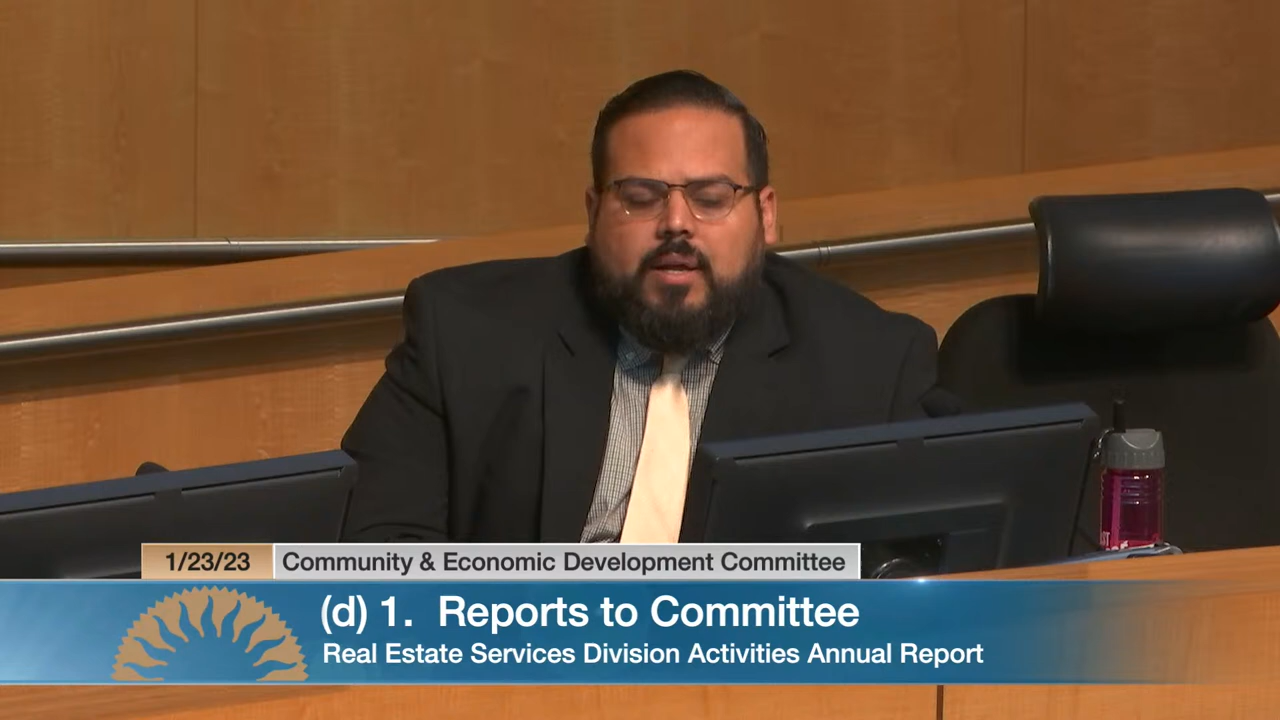 1/23/23 Community & Economic Development Committee
(d) 1. Reports to Committee
Real Estate Services Division Activities Annual Report